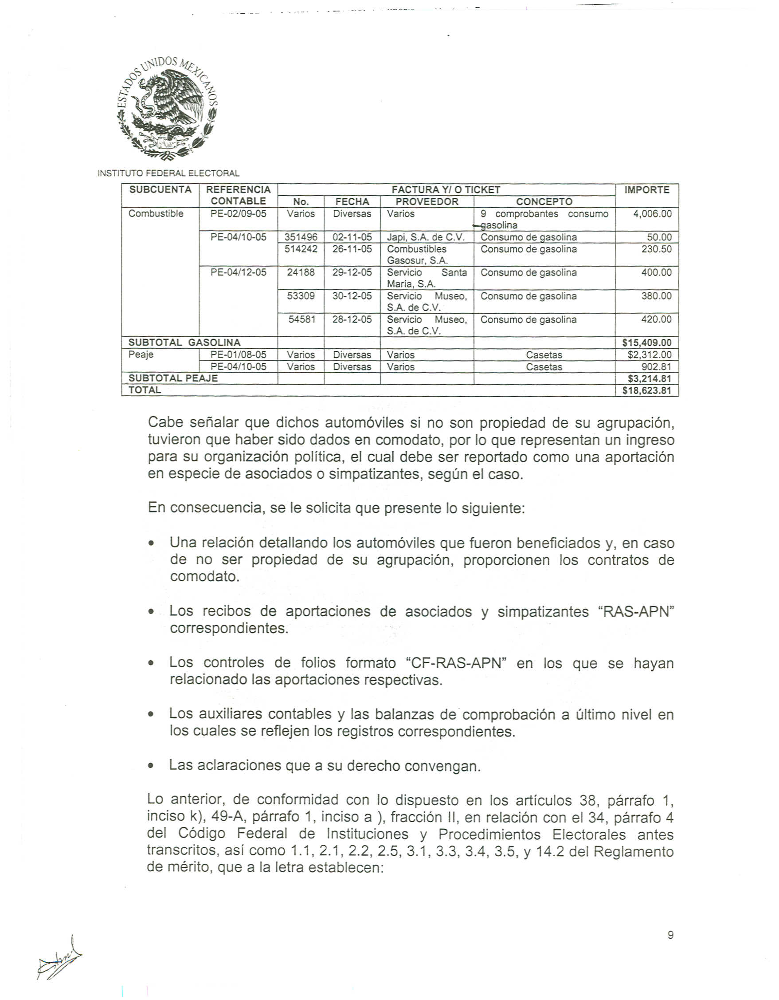 ESTADOS UNIDOS MEXICANOS
INSTITUTO FEDERAL ELECTORAL
SUBCUENTA REFERENCIA CONTABLE FACTURA Y/ O TICKET IMPORTE
No. FECHA PROVEEDOR CONCEPTO
Combustible PE-02/09-05 Varios Diversas Varios 9 comprobantes consumo gasolina 4,006.00
PE-04/10-05 351496 02-11-05 Japi, S.A. de C.V. Consumo de gasolina 50.00
514242 26-11-05 Combustibles Gasosur, S.A. Consumo de gasolina 230.50
PE-04/12-05 24188 29-12-05 Servicio Santa María, S.A. Consumo de gasolina 400.00
53309 30-12-05 Servicio Museo, S.A. de C.V. Consumo de gasolina 380.00
54581 28-12-05 Servicio Museo, S.A. de C.V. Consumo de gasolina 420.00
SUBTOTAL GASOLINA $15,409.00
Peaje PE-01/08-05 Varios Diversas Varios Casetas $2,312.00
PE-04/10-05 Varios Diversas Varios Casetas 902.81
SUBTOTAL PEAJE $3,214.81
TOTAL $18,623.81
Cabe señalar que dichos automóviles si no son propiedad de su agrupación,
tuvieron que haber sido dados en comodato, por lo que representan un ingreso
para su organización política, el cual debe ser reportado como una aportación
en especie de asociados o simpatizantes, según el caso.
En consecuencia, se le solicita que presente lo siguiente:
• Una relación detallando los automóviles que fueron beneficiados y, en caso
de no ser propiedad de su agrupación, proporcionen los contratos de
comodato.
• Los recibos de aportaciones de asociados y simpatizantes “RAS-APN”
correspondientes.
• Los controles de folios formato “CF-RAS-APN” en los que se hayan
relacionado las aportaciones respectivas.
• Los auxiliares contables y las balanzas de comprobación a último nivel en
los cuales se reflejen los registros correspondientes.
• Las aclaraciones que a su derecho convengan.
Lo anterior, de conformidad con lo dispuesto en los artículos 38, párrafo 1,
inciso k), 49-A, párrafo 1, inciso a ), fracción II, en relación con el 34, párrafo 4
del Código Federal de Instituciones y Procedimientos Electorales antes
transcritos, así como 1.1, 2.1, 2.2, 2.5, 3.1, 3.3, 3.4, 3.5, y 14.2 del Reglamento
de mérito, que a la letra establecen:
9